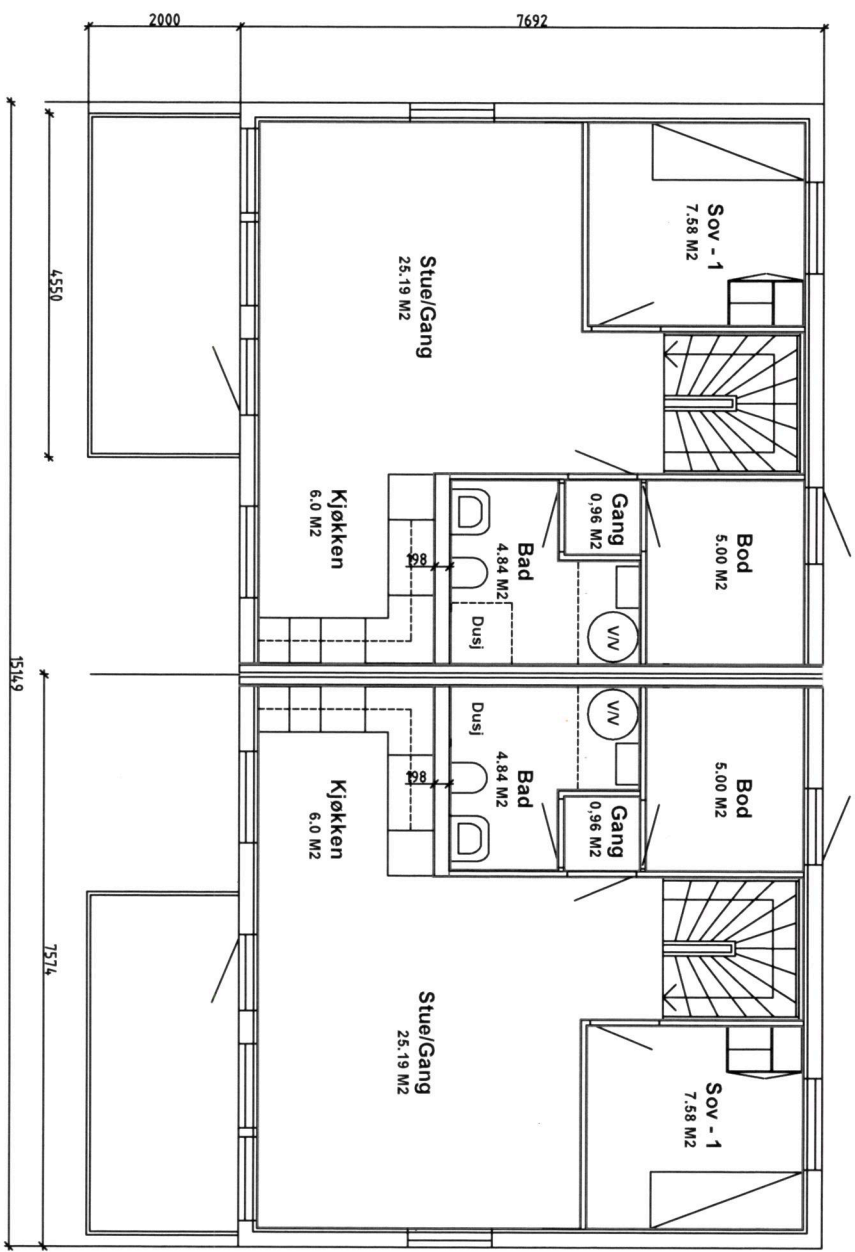 2000
7692
15149
4550
7574
Sov - 1
7.58 M2
Stue/Gang
25.19 M2
Kjøkken
6.0 M2
198
Bad
4.84 M2
Gang
0,96 M2
Bod
5.00 M2
Dusj
VV
Dusj
VV
Bod
5.00 M2
Bad
4.84 M2
Gang
0,96 M2
198
Kjøkken
6.0 M2
Stue/Gang
25.19 M2
Sov - 1
7.58 M2